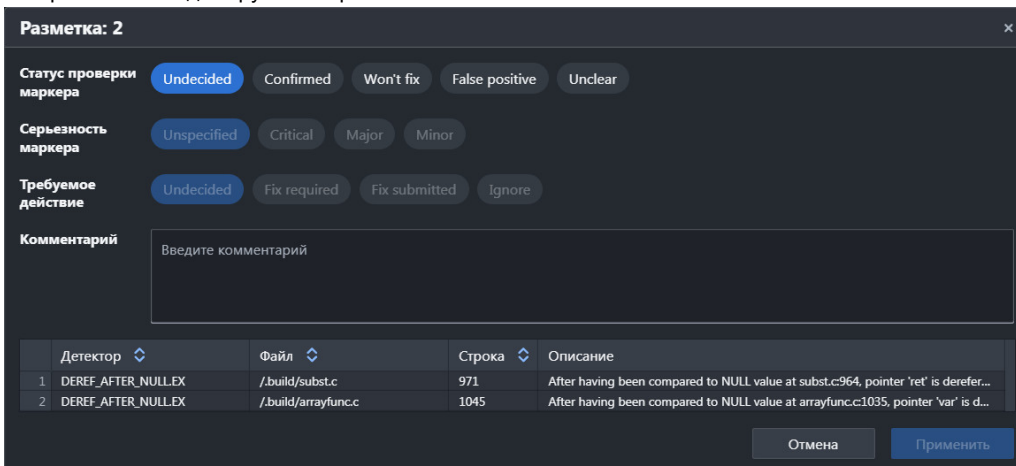 Разметка: 2 ×
Статус проверки маркера Undecided Confirmed Won't fix False positive Unclear
Серьезность маркера Unspecified Critical Major Minor
Требуемое действие Undecided Fix required Fix submitted Ignore
Комментарий Введите комментарий
Детектор Файл Строка Описание
1 DEREF_AFTER_NULL.EX /.build/subst.c 971 After having been compared to NULL value at subst.c:964, pointer 'ret' is derefer...
2 DEREF_AFTER_NULL.EX /.build/arrayfunc.c 1045 After having been compared to NULL value at arrayfunc.c:1035, pointer 'var' is d...
Отмена Применить